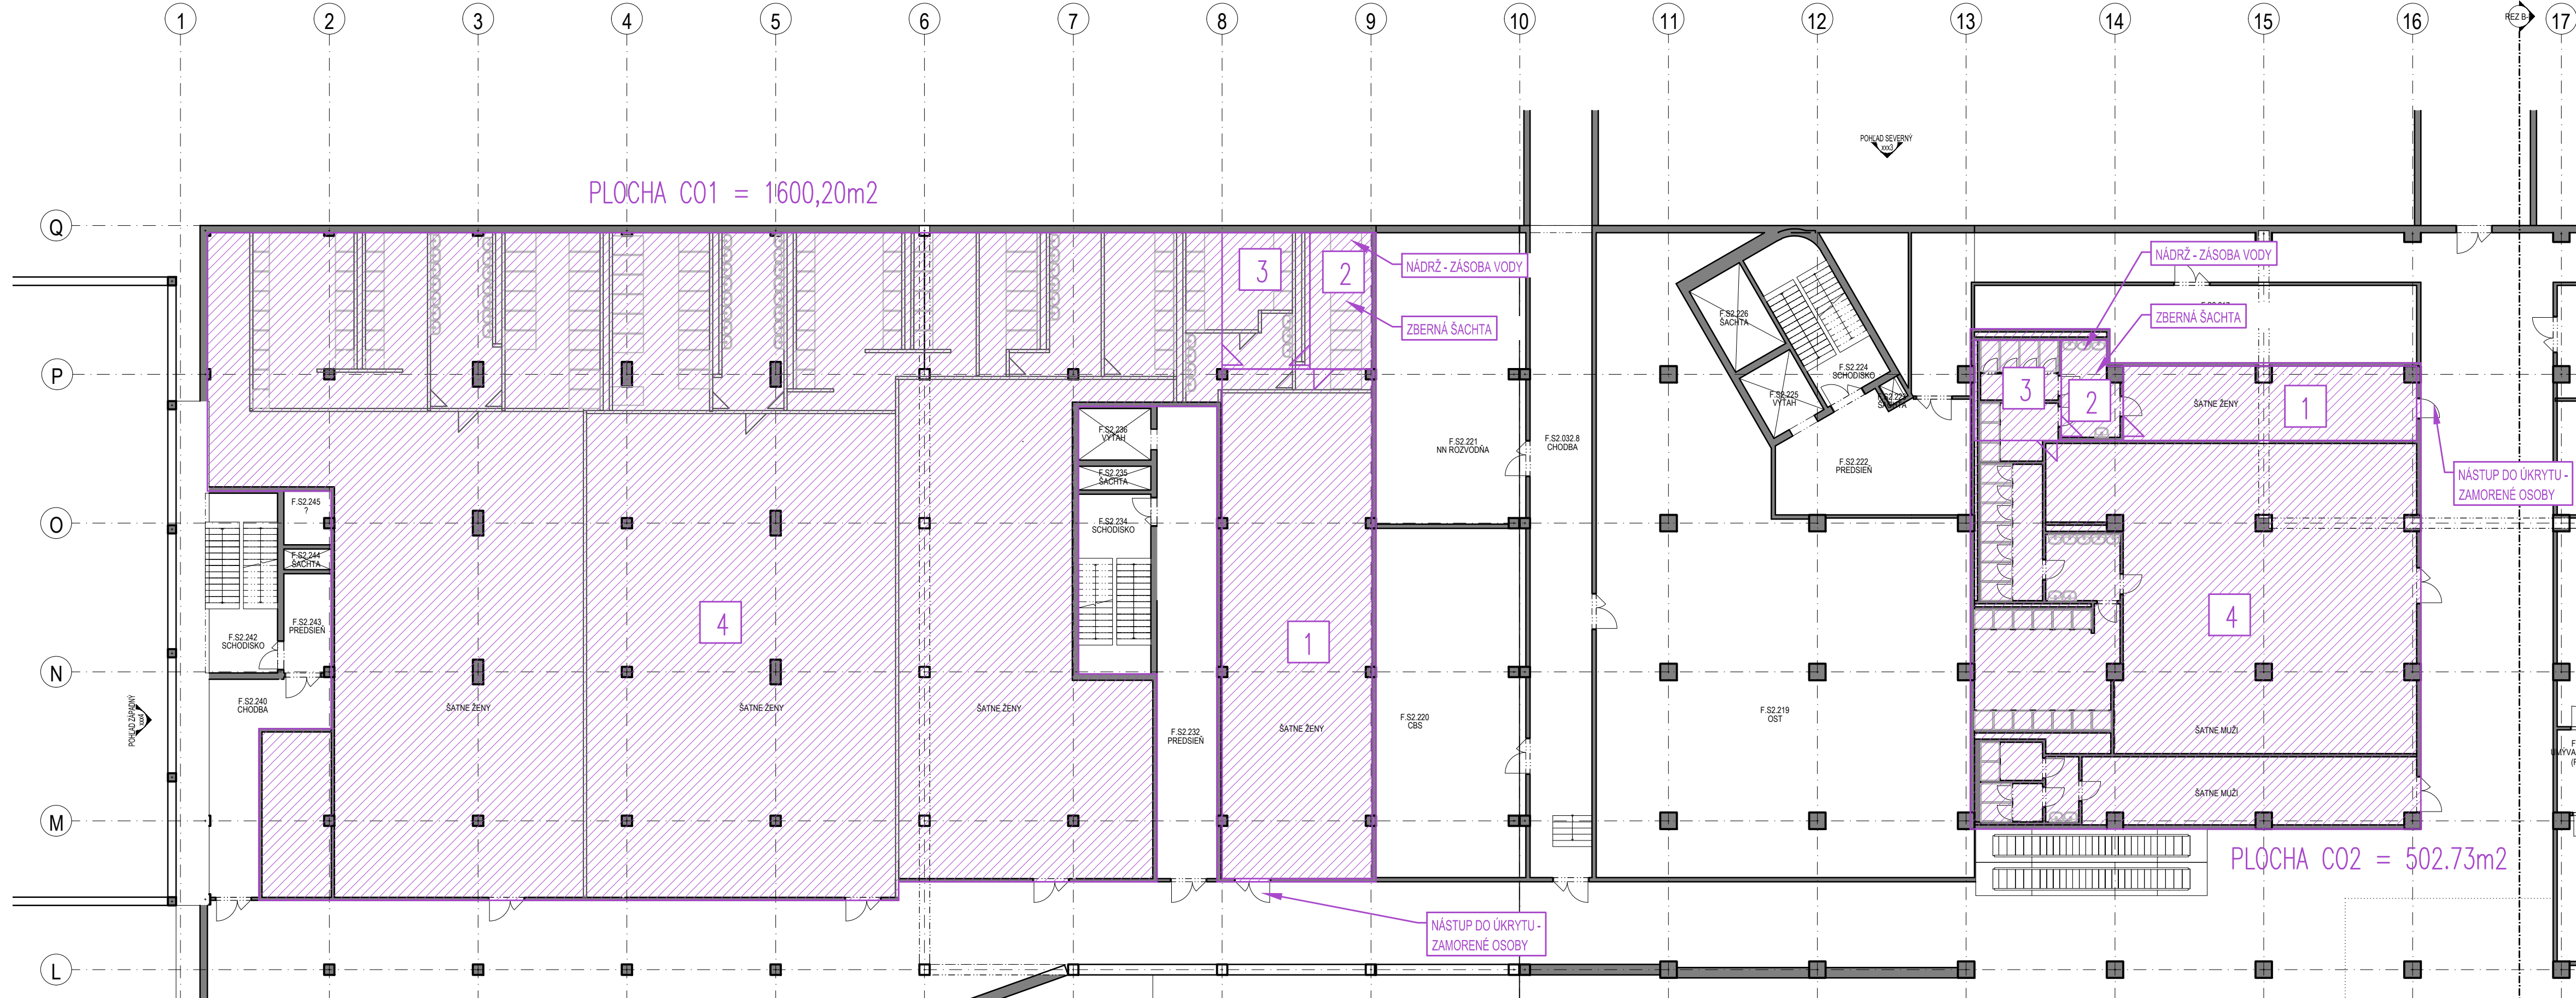 1 2 3 4 5 6 7 8 9 10 11 12 13 14 15 16 17
REZ B-
POHĽAD SEVERNÝ
xxx3
PLOCHA CO1 = 1600,20m2
Q
P
O
N
M
L
3
2
NÁDRŽ - ZÁSOBA VODY
ZBERNÁ ŠACHTA
NÁDRŽ - ZÁSOBA VODY
ZBERNÁ ŠACHTA
F.S2.226
ŠACHTA
F.S2.224
SCHODISKO
F.S2.225
VÝŤAH
ŠACHTA
3
2
1
ŠATNE ŽENY
F.S2.236
VÝŤAH
F.S2.235
ŠACHTA
F.S2.234
SCHODISKO
F.S2.221
NN ROZVODŇA
F.S2.032.8
CHODBA
F.S2.222
PREDSIEŇ
NÁSTUP DO ÚKRYTU -
ZAMORENÉ OSOBY
F.S2.245
?
F.S2.244
ŠACHTA
F.S2.243
PREDSIEŇ
F.S2.242
SCHODISKO
4
1
4
POHĽAD ZÁPADNÝ
xxx4
F.S2.240
CHODBA
ŠATNE ŽENY
ŠATNE ŽENY
ŠATNE ŽENY
F.S2.232
PREDSIEŇ
ŠATNE ŽENY
F.S2.220
CBS
F.S2.219
OST
ŠATNE MUŽI
ŠATNE MUŽI
PLOCHA CO2 = 502.73m2
NÁSTUP DO ÚKRYTU -
ZAMORENÉ OSOBY